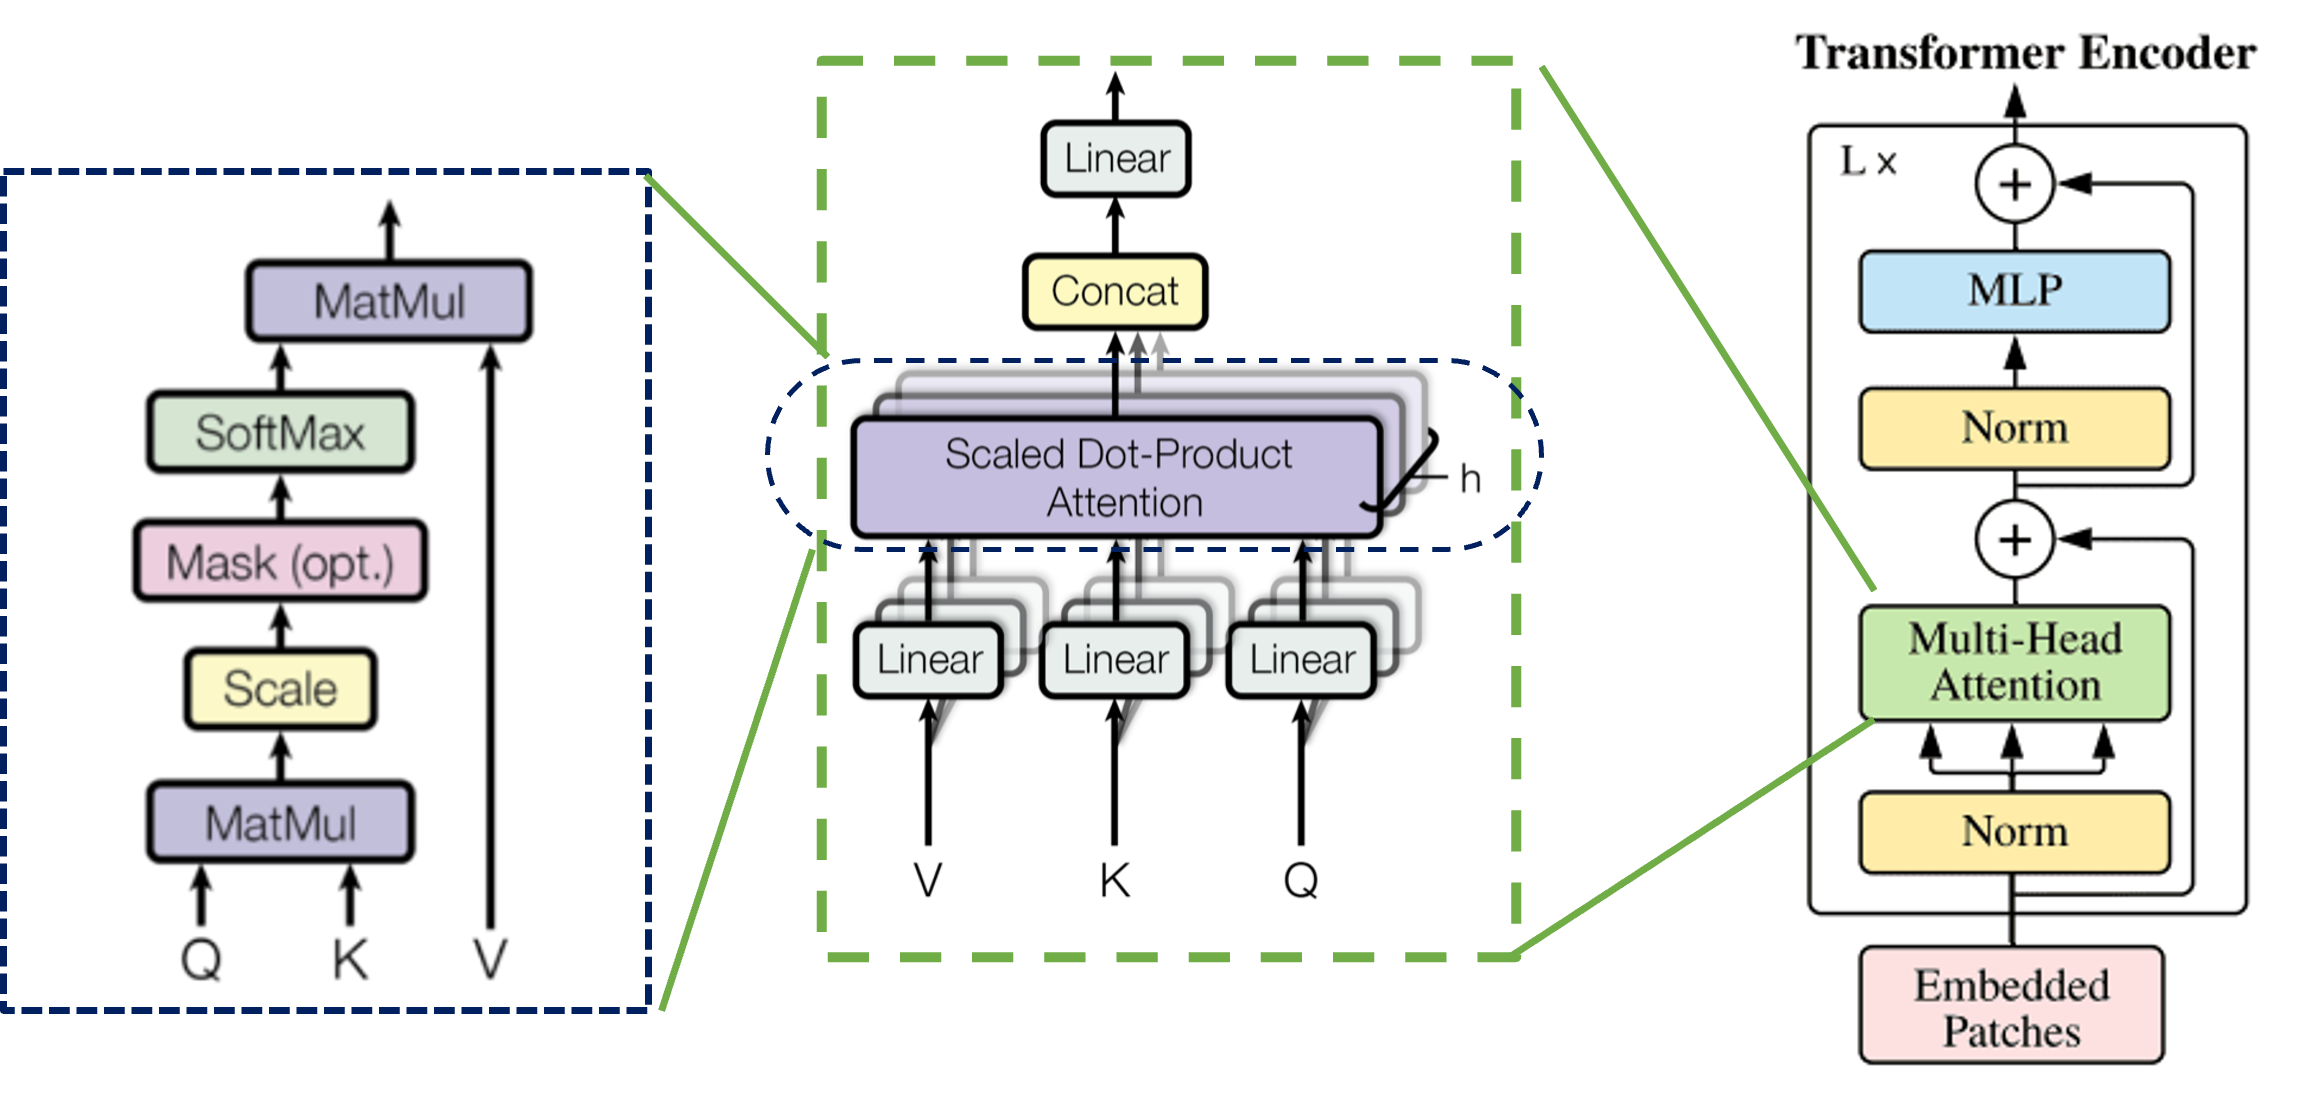 MatMul
SoftMax
Mask (opt.)
Scale
MatMul
Q K V
Linear
Concat
Scaled Dot-Product
Attention
h
Linear Linear Linear
V K Q
Transformer Encoder
L x
+
MLP
Norm
+
Multi-Head
Attention
Norm
Embedded
Patches